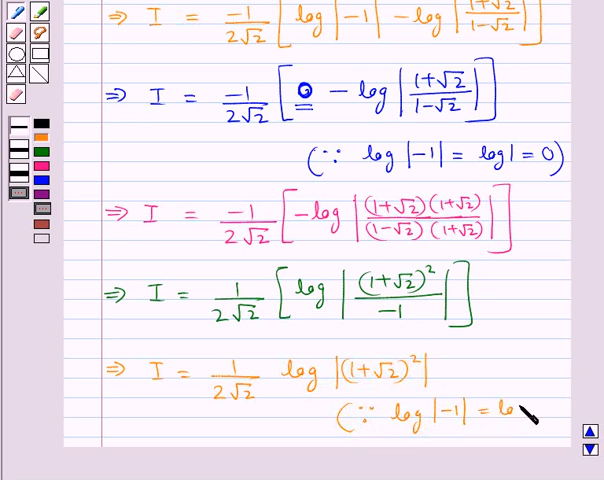 ⇒ I = -1/2√2 [ log |-1| - log | 1+√2/1-√2 | ]
⇒ I = -1/2√2 [ 0 - log | 1+√2/1-√2 | ]
(∵ log |-1| = log 1 = 0)
⇒ I = -1/2√2 [ -log | (1+√2)(1+√2)/(1-√2)(1+√2) | ]
⇒ I = 1/2√2 [ log | (1+√2)²/-1 | ]
⇒ I = 1/2√2 log |(1+√2)²|
(∵ log |-1| = lo